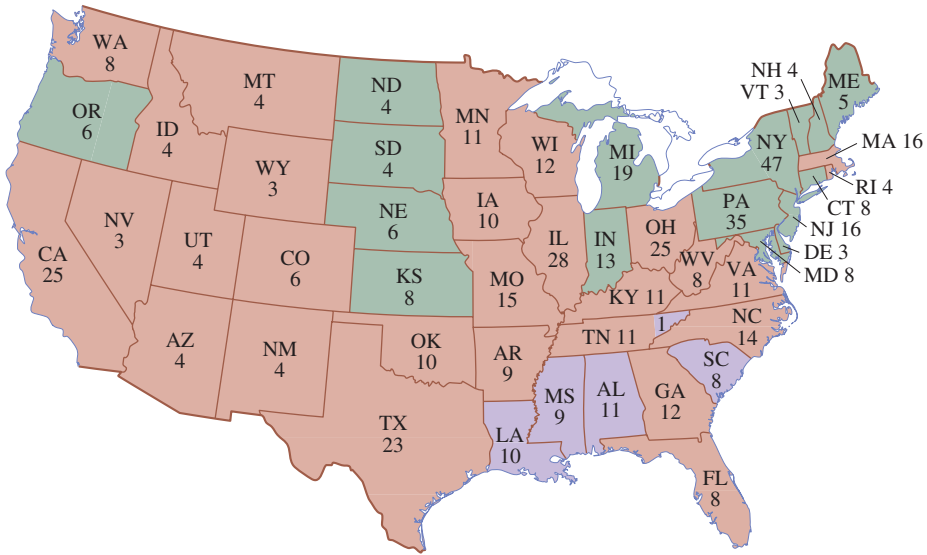 WA
8
OR
6
CA
25
NV
3
ID
4
MT
4
WY
3
UT
4
CO
6
AZ
4
NM
4
ND
4
SD
4
NE
6
KS
8
OK
10
TX
23
MN
11
IA
10
MO
15
AR
9
LA
10
WI
12
IL
28
MI
19
IN
13
OH
25
KY 11
TN 11
1
MS
9
AL
11
GA
12
FL
8
SC
8
NC
14
VA
11
WV
8
PA
35
NY
47
VT 3
NH 4
ME
5
MA 16
RI 4
CT 8
NJ 16
DE 3
MD 8